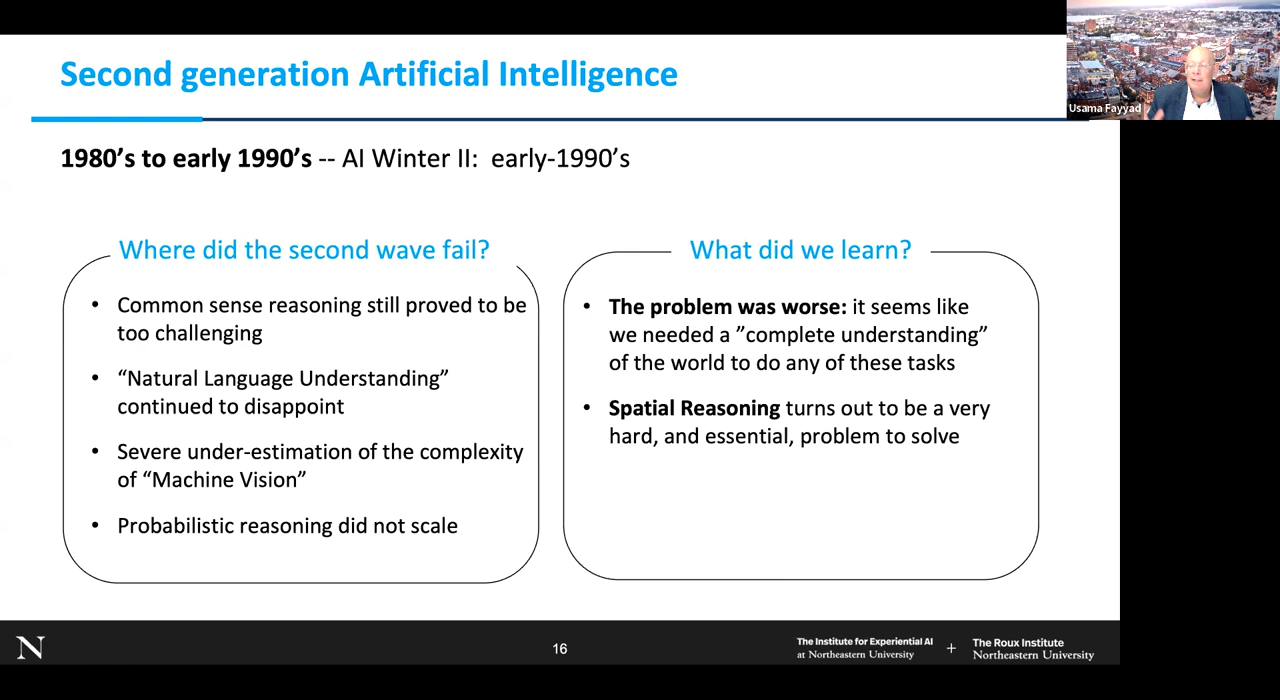 Second generation Artificial Intelligence
Usama Fayyad
1980’s to early 1990’s -- AI Winter II:  early-1990’s
Where did the second wave fail?
• Common sense reasoning still proved to be
too challenging
• “Natural Language Understanding”
continued to disappoint
• Severe under-estimation of the complexity
of “Machine Vision”
• Probabilistic reasoning did not scale
What did we learn?
• The problem was worse: it seems like
we needed a ”complete understanding”
of the world to do any of these tasks
• Spatial Reasoning turns out to be a very
hard, and essential, problem to solve
N
16
The Institute for Experiential AI
at Northeastern University
+
The Roux Institute
Northeastern University